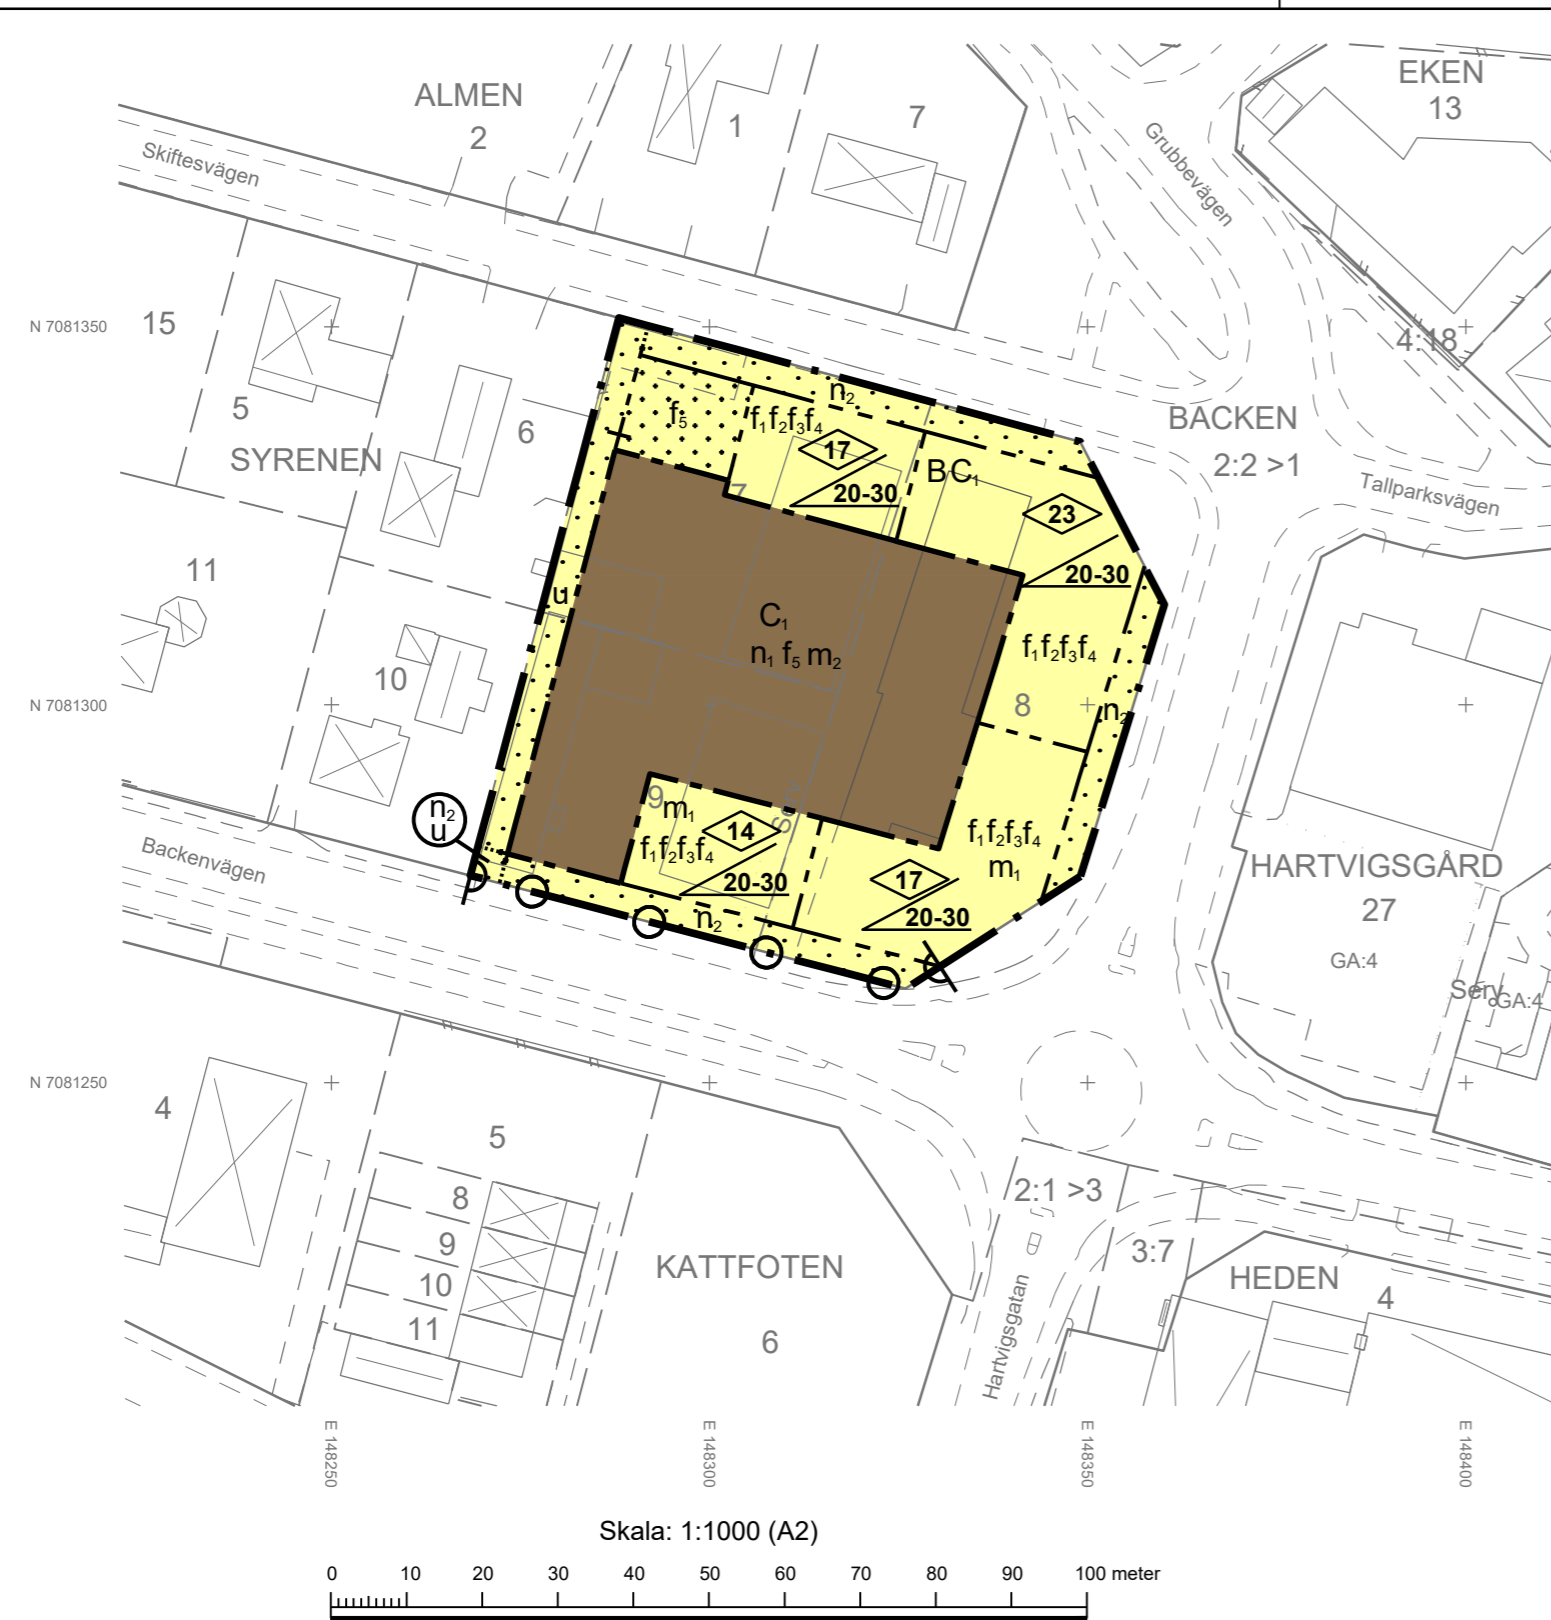 ALMEN
2
1
7
EKEN
13
Skiftesvägen
Grubbevägen
N 7081350
15
4:18
5
6
SYRENEN
f₅
n₂
f₁f₂f₃f₄
17
20-30
BC₁
7
BACKEN
2:2 >1
Tallparksvägen
23
20-30
11
u
C₁
n₁ f₅ m₂
f₁f₂f₃f₄
10
N 7081300
8
n₂
n₂
u
9
m₁
14
f₁f₂f₃f₄
20-30
Serv
f₁f₂f₃f₄
m₁
17
20-30
n₂
Backenvägen
HARTVIGSGÅRD
27
GA:4
Serv
GA:4
N 7081250
4
5
8
9
10
11
KATTFOTEN
6
2:1 >3
3:7
HEDEN
4
Hartvigsgatan
E 148250
E 148300
E 148350
E 148400
Skala: 1:1000 (A2)
0 10 20 30 40 50 60 70 80 90 100 meter